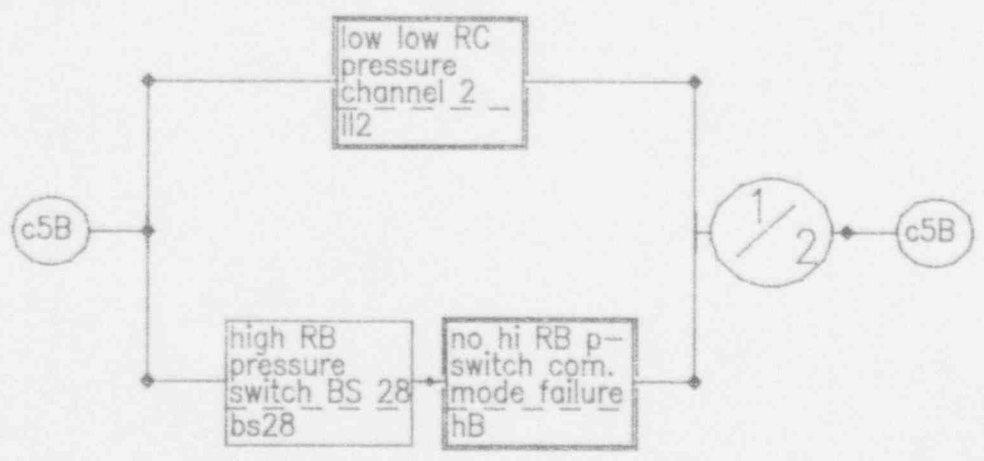 low low RC
pressure
channel 2
ll2
c5B
1/2
c5B
high RB
pressure
switch BS 28
bs28
no hi RB p-
switch com.
mode failure
hB